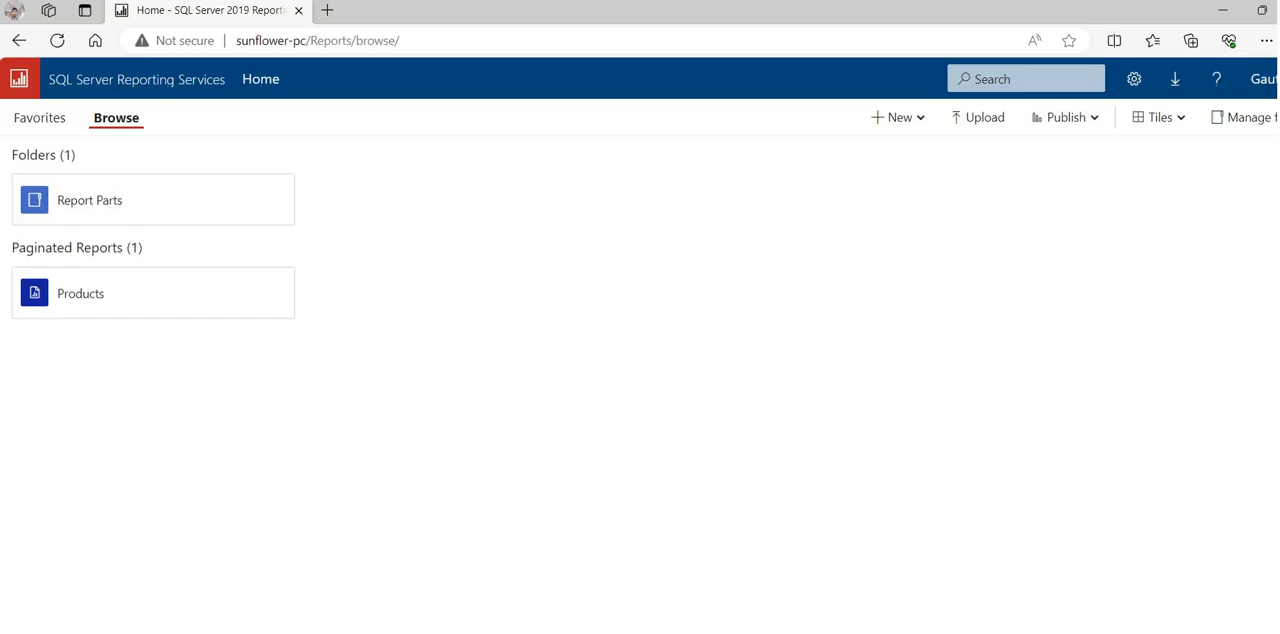 Home - SQL Server 2019 Reporti
Not secure | sunflower-pc/Reports/browse/
SQL Server Reporting Services Home Search ? Gaut
Favorites Browse New Upload Publish Tiles Manage f
Folders (1)
Report Parts
Paginated Reports (1)
Products